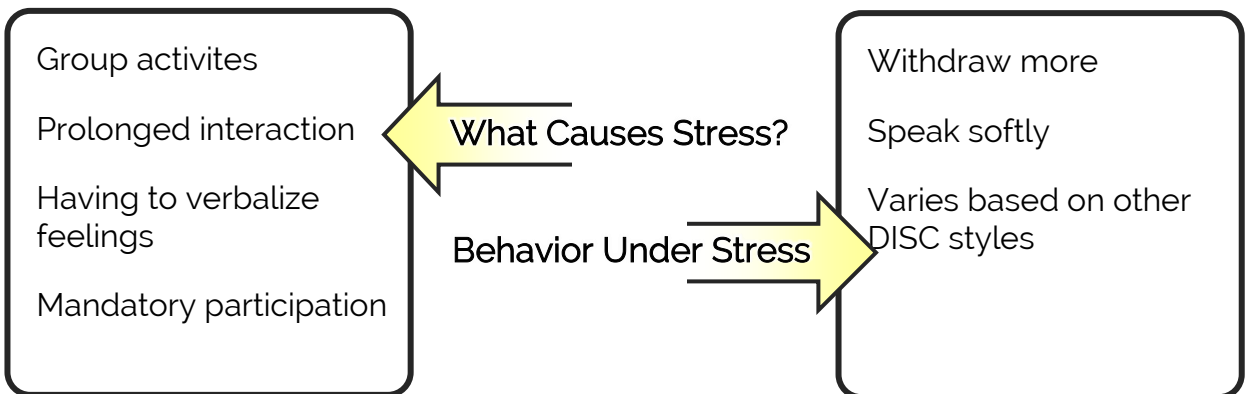 Group activites
Prolonged interaction
Having to verbalize
feelings
Mandatory participation
What Causes Stress?
Behavior Under Stress
Withdraw more
Speak softly
Varies based on other
DISC styles